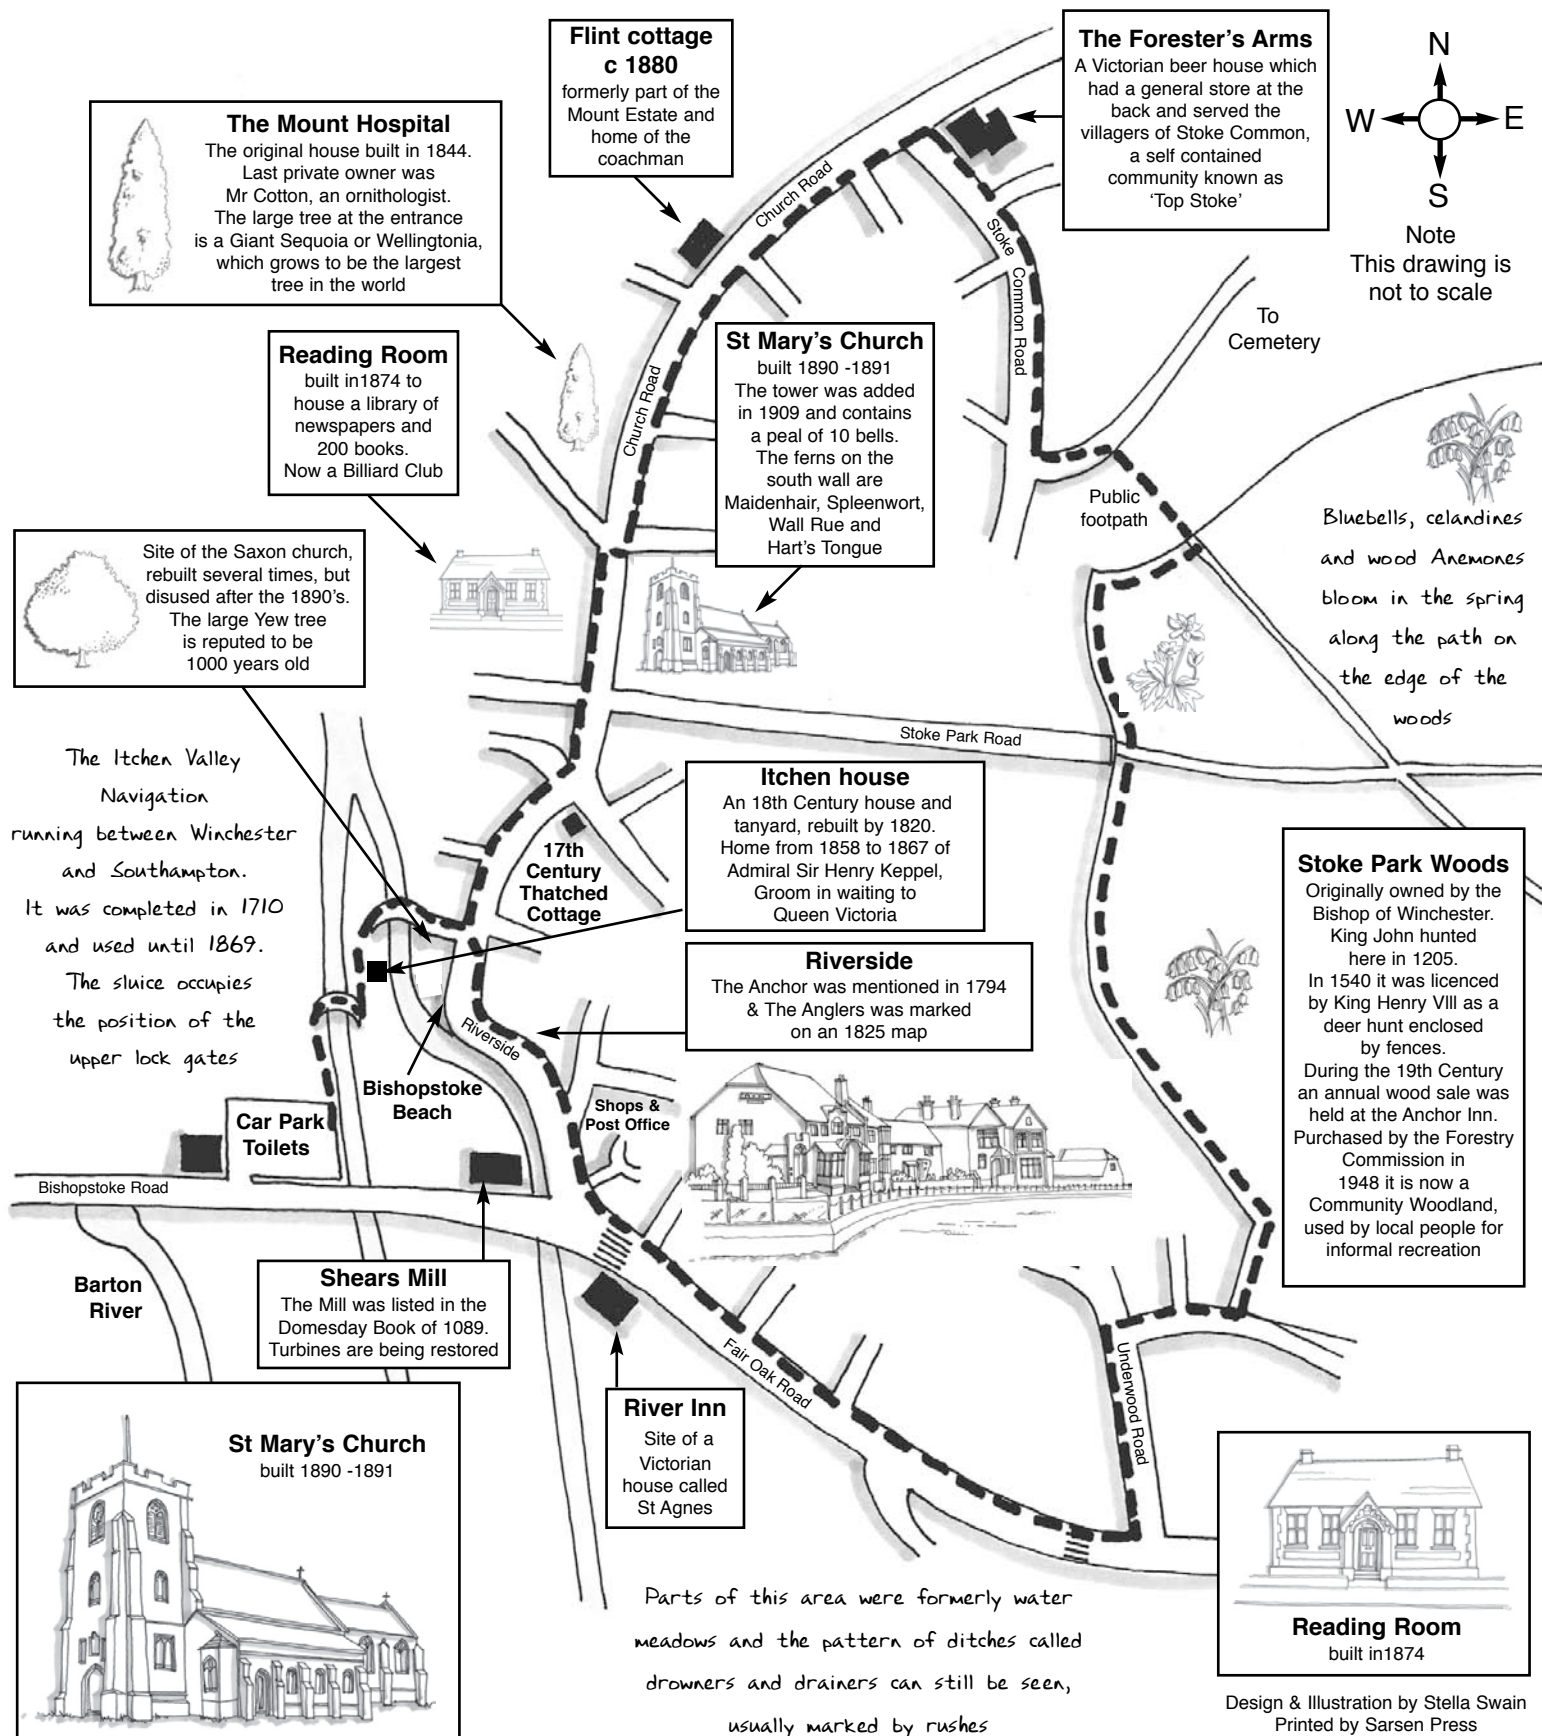 Flint cottage
c 1880
formerly part of the
Mount Estate and
home of the
coachman
The Forester's Arms
A Victorian beer house which
had a general store at the
back and served the
villagers of Stoke Common,
a self contained
community known as
'Top Stoke'
N
W
E
S
Note
This drawing is
not to scale
The Mount Hospital
The original house built in 1844.
Last private owner was
Mr Cotton, an ornithologist.
The large tree at the entrance
is a Giant Sequoia or Wellingtonia,
which grows to be the largest
tree in the world
Church Road
Stoke Common Road
To
Cemetery
Reading Room
built in1874 to
house a library of
newspapers and
200 books.
Now a Billiard Club
Church Road
St Mary's Church
built 1890 -1891
The tower was added
in 1909 and contains
a peal of 10 bells.
The ferns on the
south wall are
Maidenhair, Spleenwort,
Wall Rue and
Hart's Tongue
Public
footpath
Bluebells, celandines
and wood Anemones
bloom in the spring
along the path on
the edge of the
woods
Site of the Saxon church,
rebuilt several times, but
disused after the 1890's.
The large Yew tree
is reputed to be
1000 years old
Stoke Park Road
The Itchen Valley
Navigation
running between Winchester
and Southampton.
It was completed in 1710
and used until 1869.
The sluice occupies
the position of the
upper lock gates
17th
Century
Thatched
Cottage
Itchen house
An 18th Century house and
tanyard, rebuilt by 1820.
Home from 1858 to 1867 of
Admiral Sir Henry Keppel,
Groom in waiting to
Queen Victoria
Stoke Park Woods
Originally owned by the
Bishop of Winchester.
King John hunted
here in 1205.
In 1540 it was licenced
by King Henry VIII as a
deer hunt enclosed
by fences.
During the 19th Century
an annual wood sale was
held at the Anchor Inn.
Purchased by the Forestry
Commission in
1948 it is now a
Community Woodland,
used by local people for
informal recreation
Riverside
The Anchor was mentioned in 1794
& The Anglers was marked
on an 1825 map
Riverside
Bishopstoke
Beach
Shops &
Post Office
Car Park
Toilets
Bishopstoke Road
Barton
River
Shears Mill
The Mill was listed in the
Domesday Book of 1089.
Turbines are being restored
Fair Oak Road
Underwood Road
River Inn
Site of a
Victorian
house called
St Agnes
St Mary's Church
built 1890 -1891
Reading Room
built in1874
Parts of this area were formerly water
meadows and the pattern of ditches called
drowners and drainers can still be seen,
usually marked by rushes
Design & Illustration by Stella Swain
Printed by Sarsen Press